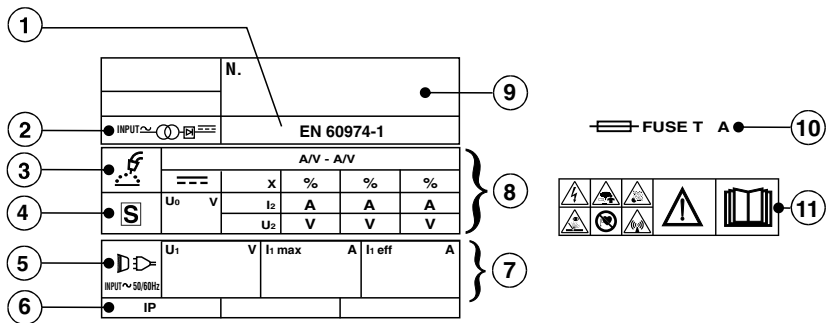 1
N.
9
2
INPUT
EN 60974-1
FUSE T A
10
3
A/V - A/V
X % % %
8
4
S
U0 V
I2 A A A
U2 V V V
11
5
U1 V
I1 max A
I1 eff A
7
INPUT ~ 50/60Hz
6
IP